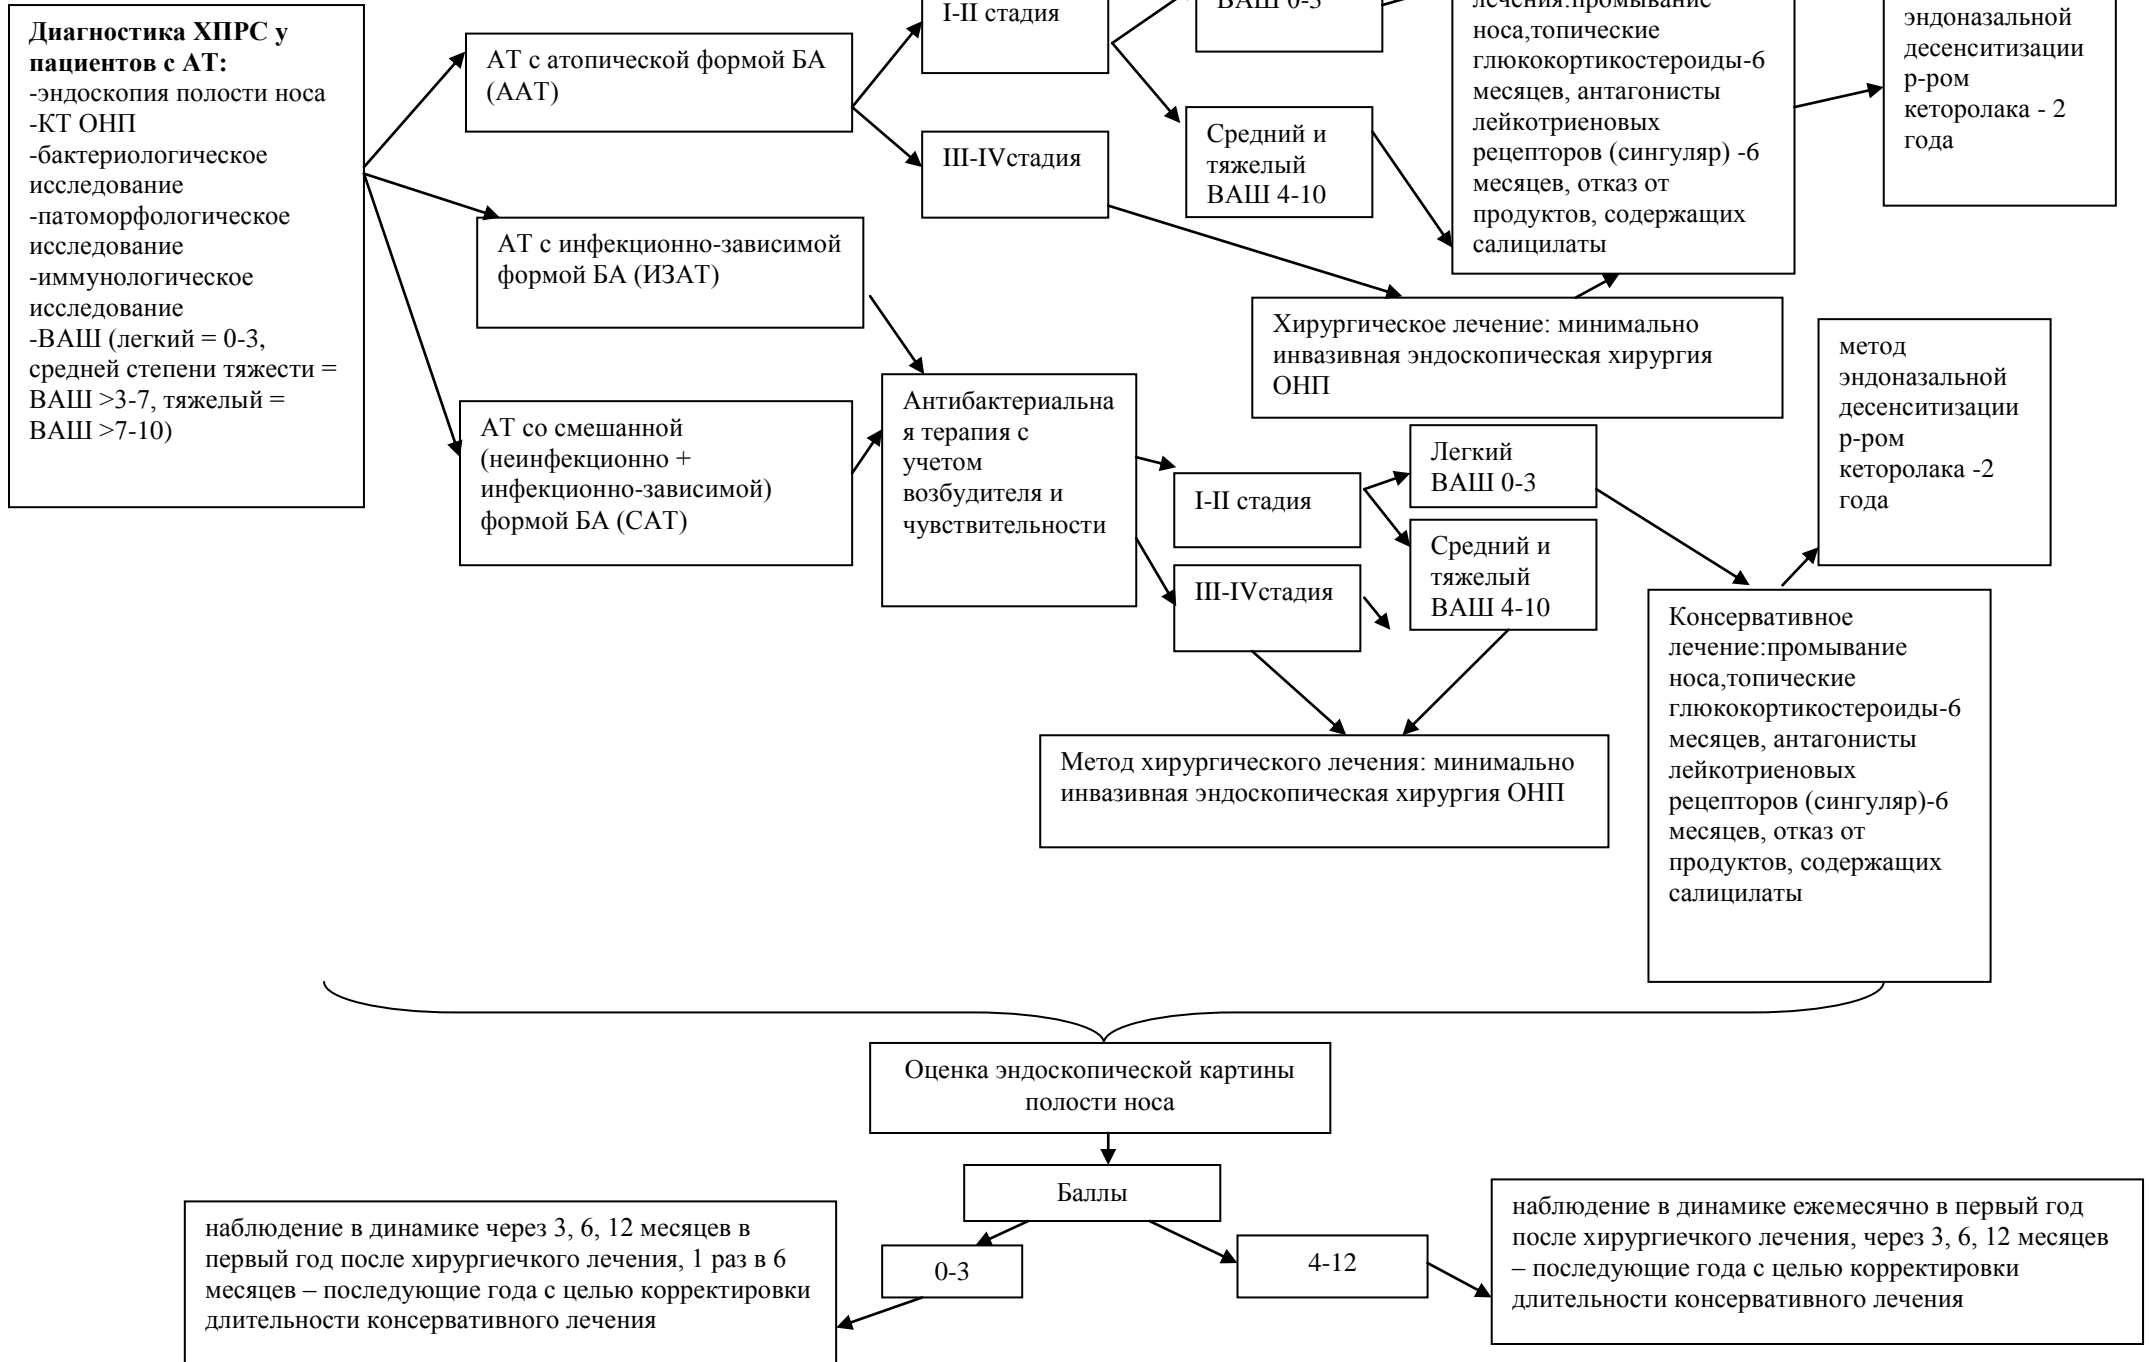 Диагностика ХПРС у
пациентов с АТ:
-эндоскопия полости носа
-КТ ОНП
-бактериологическое
исследование
-патоморфологическое
исследование
-иммунологическое
исследование
-ВАШ (легкий = 0-3,
средней степени тяжести =
ВАШ >3-7, тяжелый =
ВАШ >7-10)
АТ с атопической формой БА
(ААТ)
АТ с инфекционно-зависимой
формой БА (ИЗАТ)
АТ со смешанной
(неинфекционно +
инфекционно-зависимой)
формой БА (САТ)
I-II стадия
III-IVстадия
ВАШ 0-3
Средний и
тяжелый
ВАШ 4-10
лечения:промывание
носа,топические
глюкокортикостероиды-6
месяцев, антагонисты
лейкотриеновых
рецепторов (сингуляр) -6
месяцев, отказ от
продуктов, содержащих
салицилаты
эндоназальной
десенситизации
р-ром
кеторолака - 2
года
Хирургическое лечение: минимально
инвазивная эндоскопическая хирургия
ОНП
Антибактериальна
я терапия с
учетом
возбудителя и
чувствительности
I-II стадия
III-IVстадия
Легкий
ВАШ 0-3
Средний и
тяжелый
ВАШ 4-10
метод
эндоназальной
десенситизации
р-ром
кеторолака -2
года
Консервативное
лечение:промывание
носа,топические
глюкокортикостероиды-6
месяцев, антагонисты
лейкотриеновых
рецепторов (сингуляр)-6
месяцев, отказ от
продуктов, содержащих
салицилаты
Метод хирургического лечения: минимально
инвазивная эндоскопическая хирургия ОНП
Оценка эндоскопической картины
полости носа
Баллы
0-3
4-12
наблюдение в динамике через 3, 6, 12 месяцев в
первый год после хирургиечкого лечения, 1 раз в 6
месяцев – последующие года с целью корректировки
длительности консервативного лечения
наблюдение в динамике ежемесячно в первый год
после хирургиечкого лечения, через 3, 6, 12 месяцев
– последующие года с целью корректировки
длительности консервативного лечения